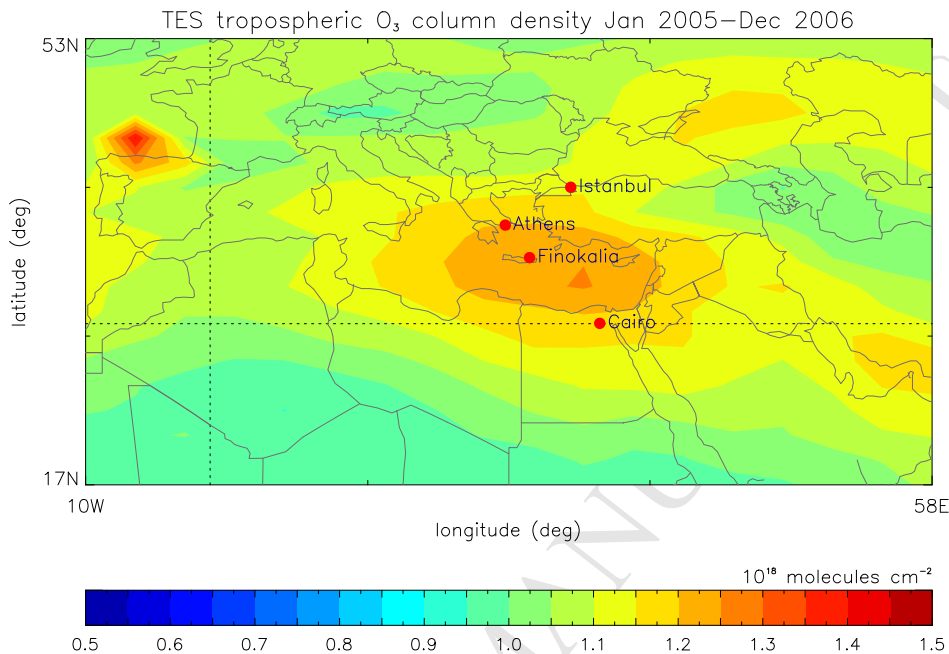 TES tropospheric O₃ column density Jan 2005–Dec 2006
53N
Istanbul
Athens
Finokalia
Cairo
latitude (deg)
17N
10W
58E
longitude (deg)
10¹⁸ molecules cm⁻²
0.5 0.6 0.7 0.8 0.9 1.0 1.1 1.2 1.3 1.4 1.5